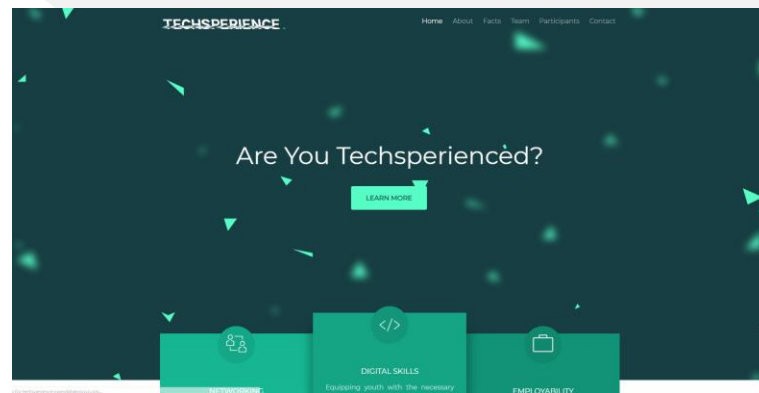 TECHSPERIENCE
Home About Facts Team Participants Contact
Are You Techsperienced?
LEARN MORE
</>
DIGITAL SKILLS
Equipping youth with the necessary
NETWORKING
EMPLOYABILITY